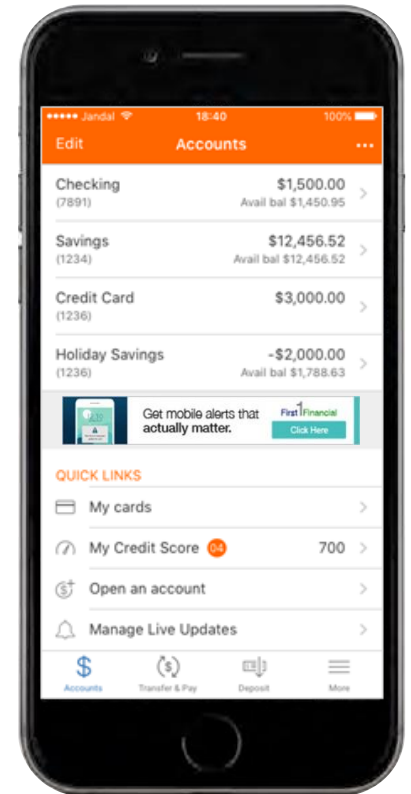 Jandal 18:40 100%
Edit Accounts
Checking $1,500.00
(7891) Avail bal $1,450.95
Savings $12,456.52
(1234) Avail bal $12,456.52
Credit Card $3,000.00
(1236)
Holiday Savings -$2,000.00
(1236) Avail bal $1,788.63
Get mobile alerts that
actually matter.
First 1 Financial
Click Here
QUICK LINKS
My cards
My Credit Score 04 700
Open an account
Manage Live Updates
Accounts Transfer & Pay Deposit More